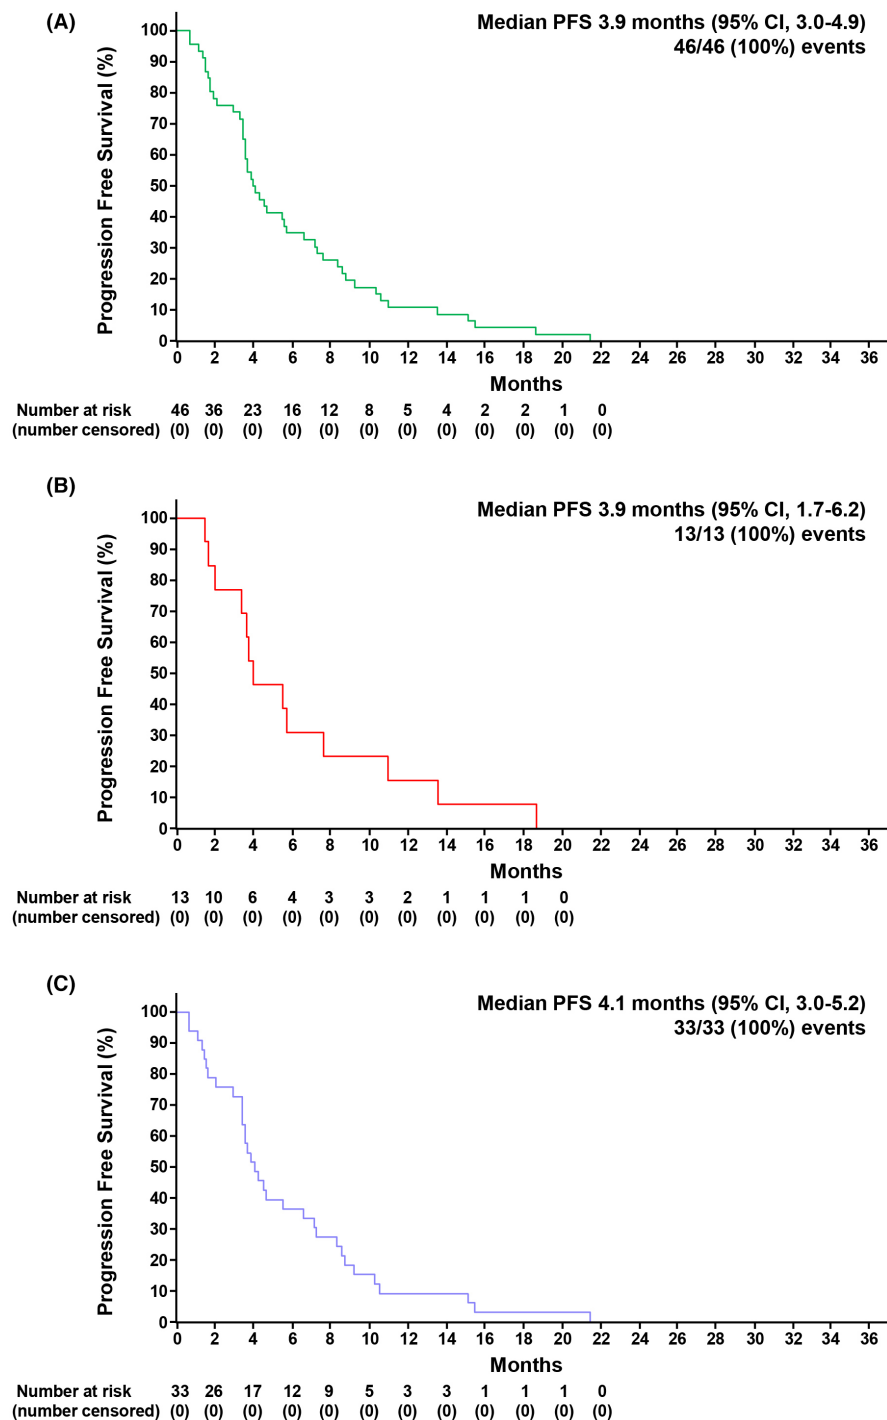 (A)
Median PFS 3.9 months (95% CI, 3.0-4.9)
46/46 (100%) events
Progression Free Survival (%)
100
90
80
70
60
50
40
30
20
10
0
0 2 4 6 8 10 12 14 16 18 20 22 24 26 28 30 32 34 36
Months
Number at risk 46 36 23 16 12 8 5 4 2 2 1 0
(number censored) (0) (0) (0) (0) (0) (0) (0) (0) (0) (0) (0) (0)
(B)
Median PFS 3.9 months (95% CI, 1.7-6.2)
13/13 (100%) events
Progression Free Survival (%)
100
90
80
70
60
50
40
30
20
10
0
0 2 4 6 8 10 12 14 16 18 20 22 24 26 28 30 32 34 36
Months
Number at risk 13 10 6 4 3 3 2 1 1 1 0
(number censored) (0) (0) (0) (0) (0) (0) (0) (0) (0) (0) (0)
(C)
Median PFS 4.1 months (95% CI, 3.0-5.2)
33/33 (100%) events
Progression Free Survival (%)
100
90
80
70
60
50
40
30
20
10
0
0 2 4 6 8 10 12 14 16 18 20 22 24 26 28 30 32 34 36
Months
Number at risk 33 26 17 12 9 5 3 3 1 1 1 0
(number censored) (0) (0) (0) (0) (0) (0) (0) (0) (0) (0) (0) (0)